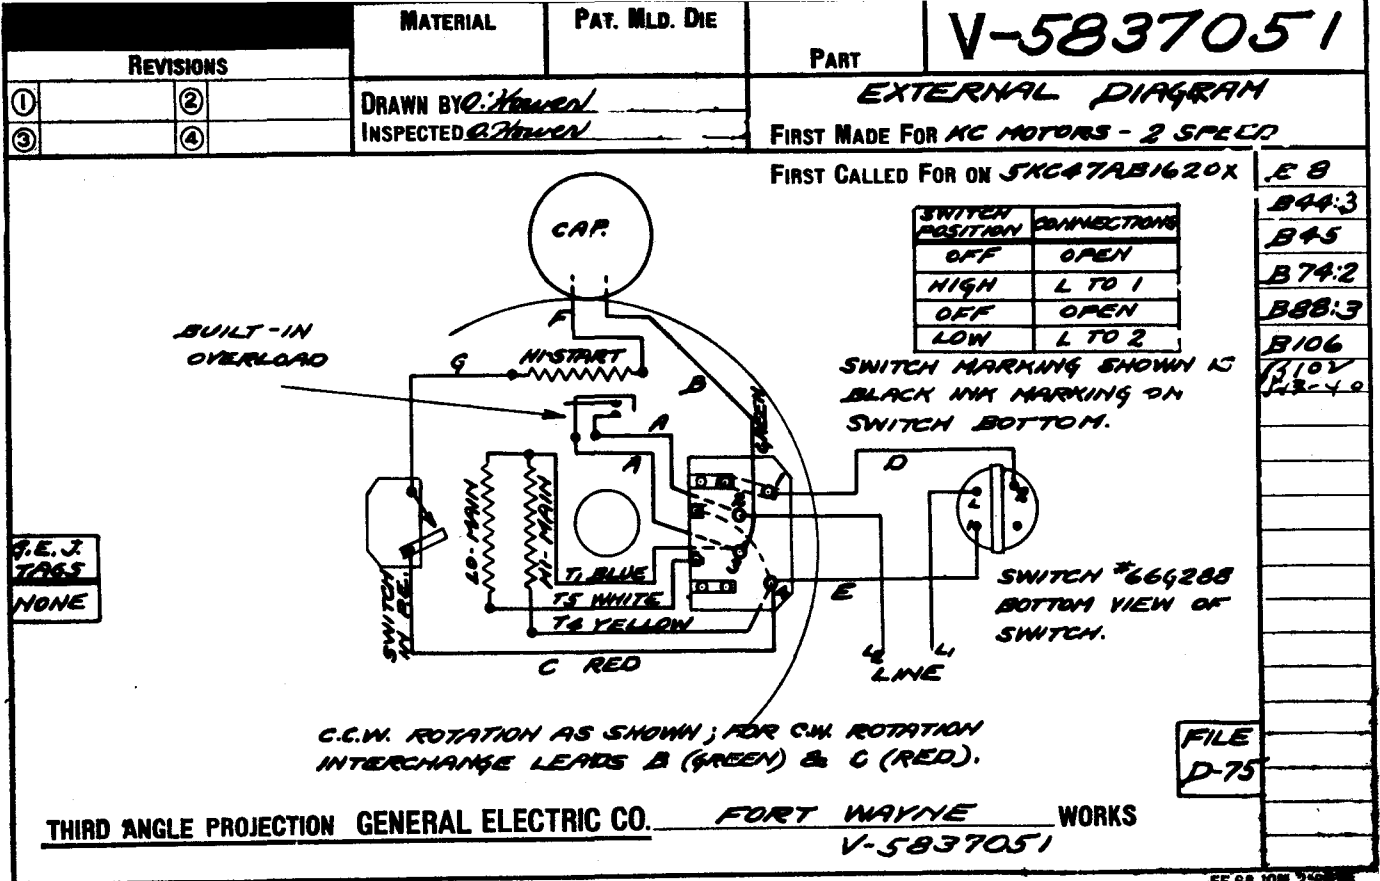 MATERIAL
PAT. MLD. DIE
PART
V-5837051
REVISIONS
1 2
3 4
DRAWN BY
INSPECTED
EXTERNAL DIAGRAM
FIRST MADE FOR KC MOTORS - 2 SPEED
FIRST CALLED FOR ON 5KC47AB1620X
E 8
B44:3
B45
B74:2
B88:3
B106
SWITCH POSITION CONNECTIONS
OFF OPEN
HIGH L TO 1
OFF OPEN
LOW L TO 2
SWITCH MARKING SHOWN IS
BLACK INK MARKING ON
SWITCH BOTTOM.
CAP.
F
BUILT-IN
OVERLOAD
G
HI-START
B
GREEN
A
A
D
LO-MAIN
HI-MAIN
L
T1 BLUE
T5 WHITE
T4 YELLOW
C RED
SWITCH
E
SWITCH #66G288
BOTTOM VIEW OF
SWITCH.
L2 L1
LINE
G.E.J.
TAGS
NONE
C.C.W. ROTATION AS SHOWN; FOR C.W. ROTATION
INTERCHANGE LEADS B (GREEN) & C (RED).
FILE
D-75
THIRD ANGLE PROJECTION GENERAL ELECTRIC CO. FORT WAYNE WORKS
V-5837051